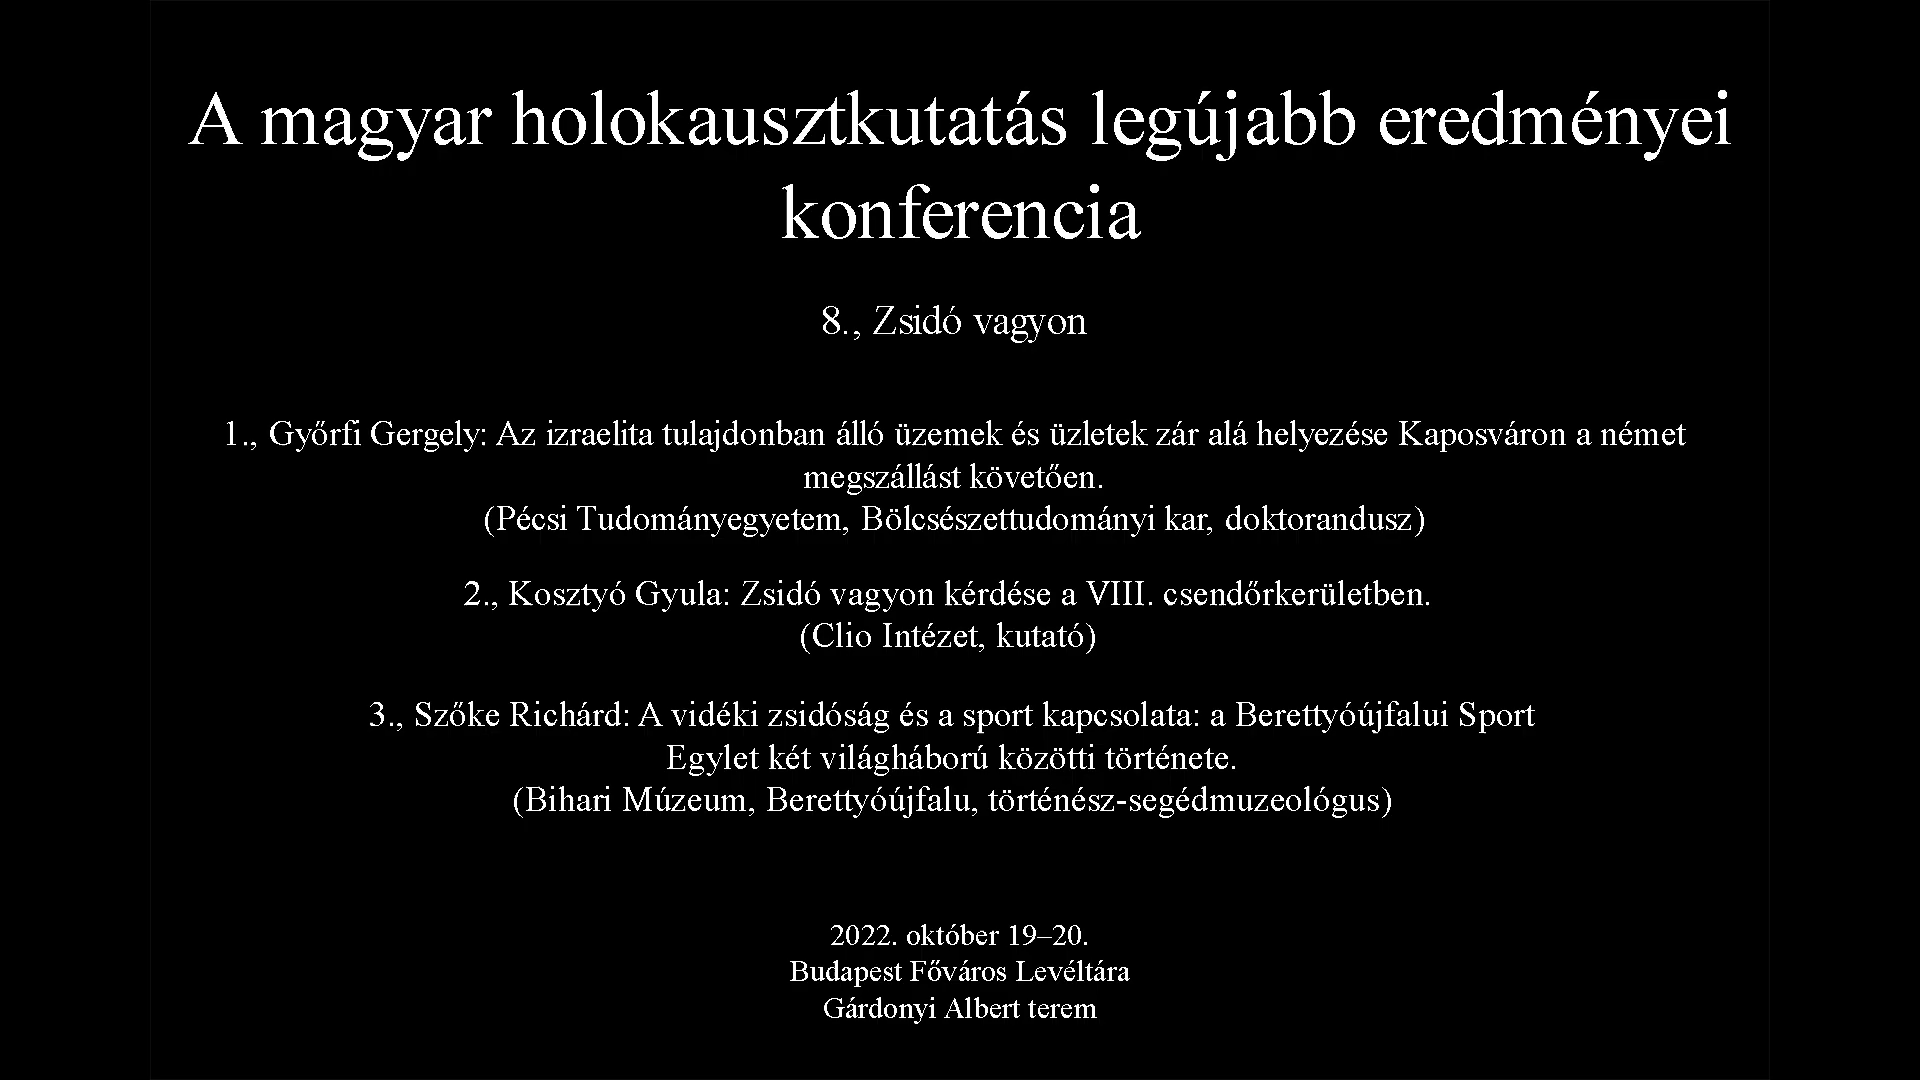 A magyar holokausztkutatás legújabb eredményei
konferencia
8., Zsidó vagyon
1., Győrfi Gergely: Az izraelita tulajdonban álló üzemek és üzletek zár alá helyezése Kaposváron a német
megszállást követően.
(Pécsi Tudományegyetem, Bölcsészettudományi kar, doktorandusz)
2., Kosztyó Gyula: Zsidó vagyon kérdése a VIII. csendőrkerületben.
(Clio Intézet, kutató)
3., Szőke Richárd: A vidéki zsidóság és a sport kapcsolata: a Berettyóújfalui Sport
Egylet két világháború közötti története.
(Bihari Múzeum, Berettyóújfalu, történész-segédmuzeológus)
2022. október 19–20.
Budapest Főváros Levéltára
Gárdonyi Albert terem